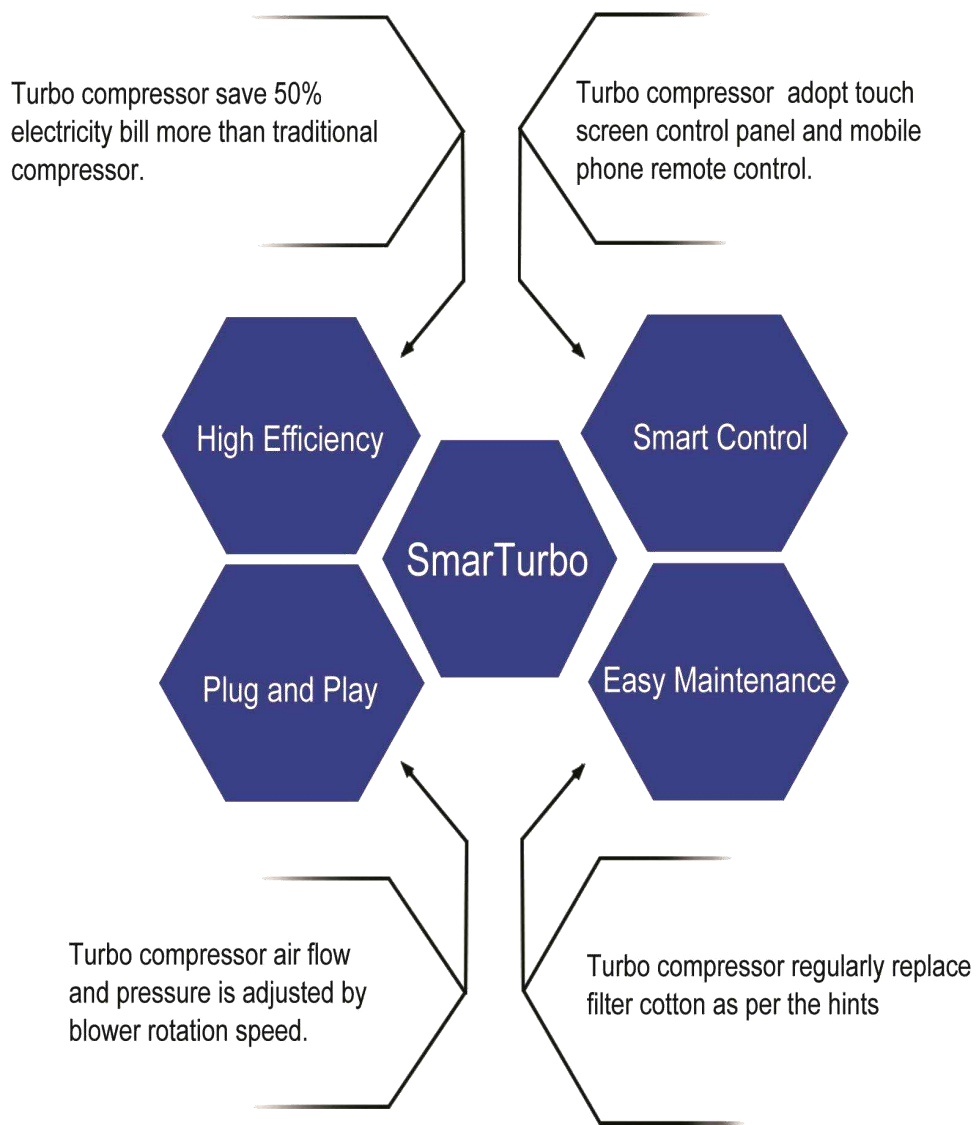 Turbo compressor save 50%
electricity bill more than traditional
compressor.
Turbo compressor adopt touch
screen control panel and mobile
phone remote control.
High Efficiency
Smart Control
SmarTurbo
Plug and Play
Easy Maintenance
Turbo compressor air flow
and pressure is adjusted by
blower rotation speed.
Turbo compressor regularly replace
filter cotton as per the hints